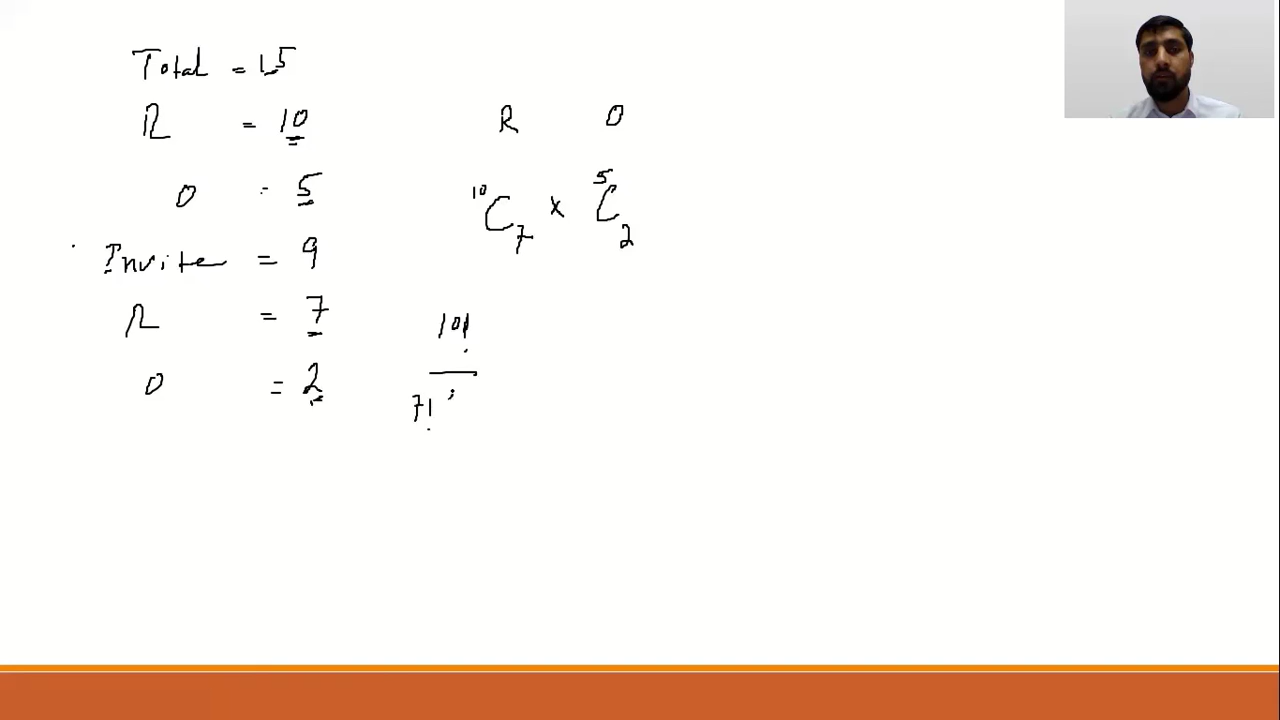 Total = 15
R = 10
O = 5
Invite = 9
R = 7
O = 2
R O
¹⁰C₇ × ⁵C₂
10!
7!